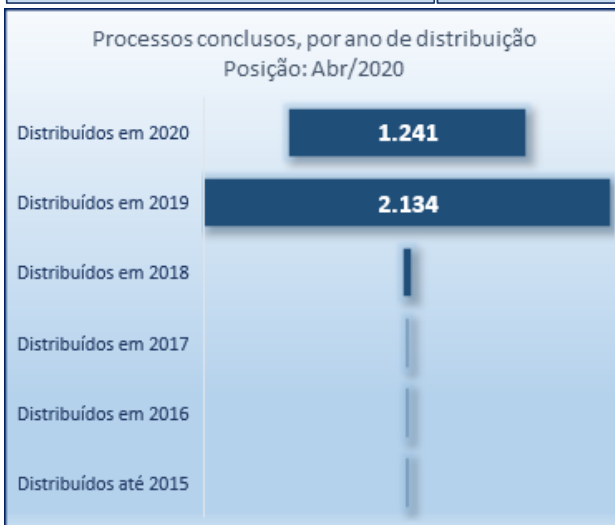 Processos conclusos, por ano de distribuição
Posição: Abr/2020
Distribuídos em 2020
1.241
Distribuídos em 2019
2.134
Distribuídos em 2018
Distribuídos em 2017
Distribuídos em 2016
Distribuídos até 2015